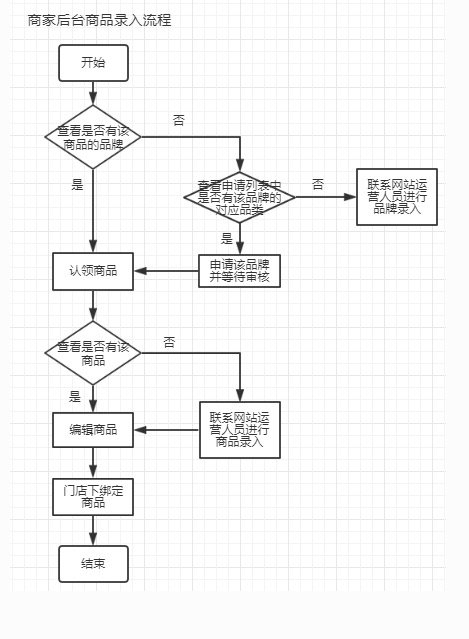 商家后台商品录入流程
开始
查看是否有该
商品的品牌
否
是
查看申请列表中
是否有该品牌的
对应品类
否
联系网站运
营人员进行
品牌录入
是
申请该品牌
并等待审核
认领商品
查看是否有该
商品
否
是
联系网站运
营人员进行
商品录入
编辑商品
门店下绑定
商品
结束